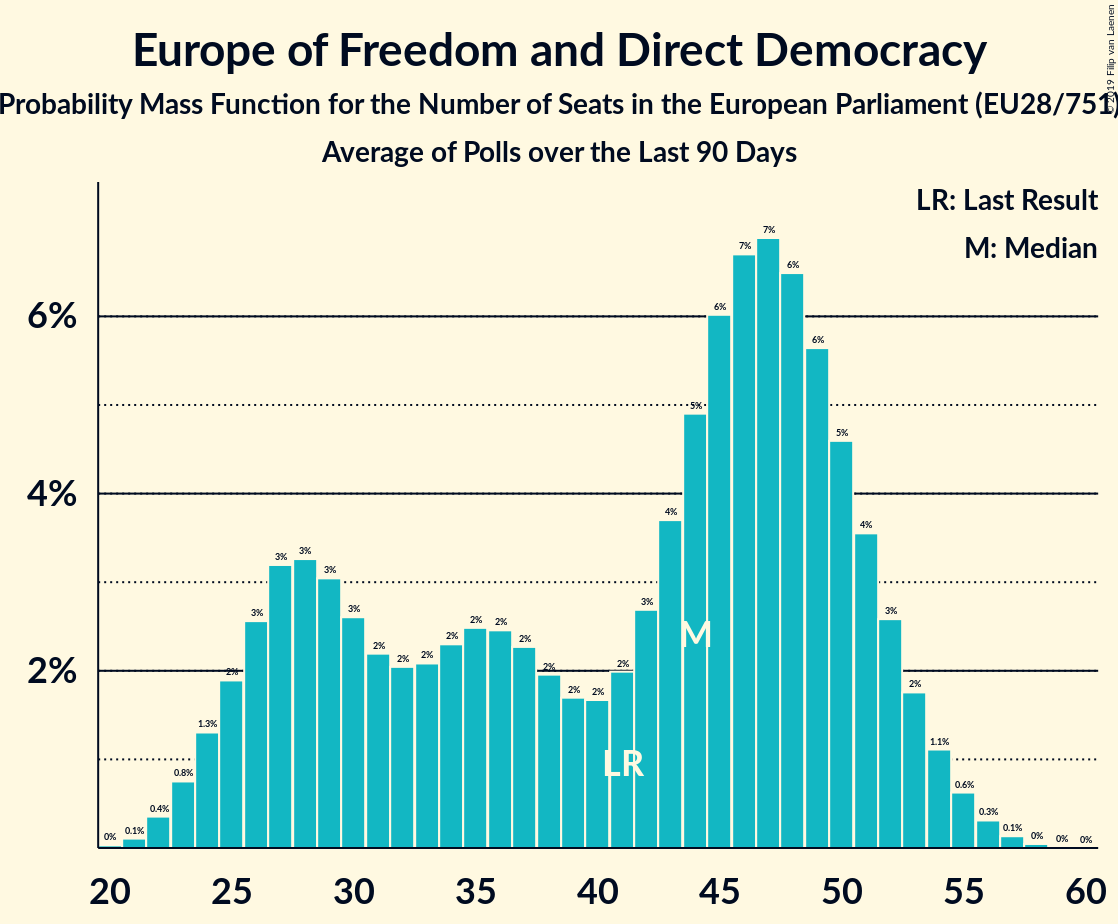 Europe of Freedom and Direct Democracy
Probability Mass Function for the Number of Seats in the European Parliament (EU28/751)
Average of Polls over the Last 90 Days
© 2019 Filip van Laenen
LR: Last Result
M: Median
6%
4%
2%
0% 0.1% 0.4% 0.8% 1.3% 2% 3% 3% 3% 3% 3% 2% 2% 2% 2% 2% 2% 2% 2% 2% 2% 2% 3% 4% 5% 6% 7% 7% 6% 6% 5% 4% 3% 2% 1.1% 0.6% 0.3% 0.1% 0% 0% 0%
M
LR
20 25 30 35 40 45 50 55 60